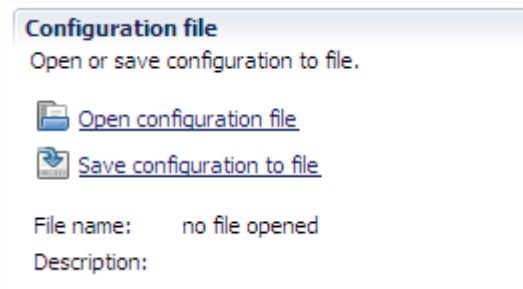 Configuration file
Open or save configuration to file.
Open configuration file
Save configuration to file
File name: no file opened
Description: